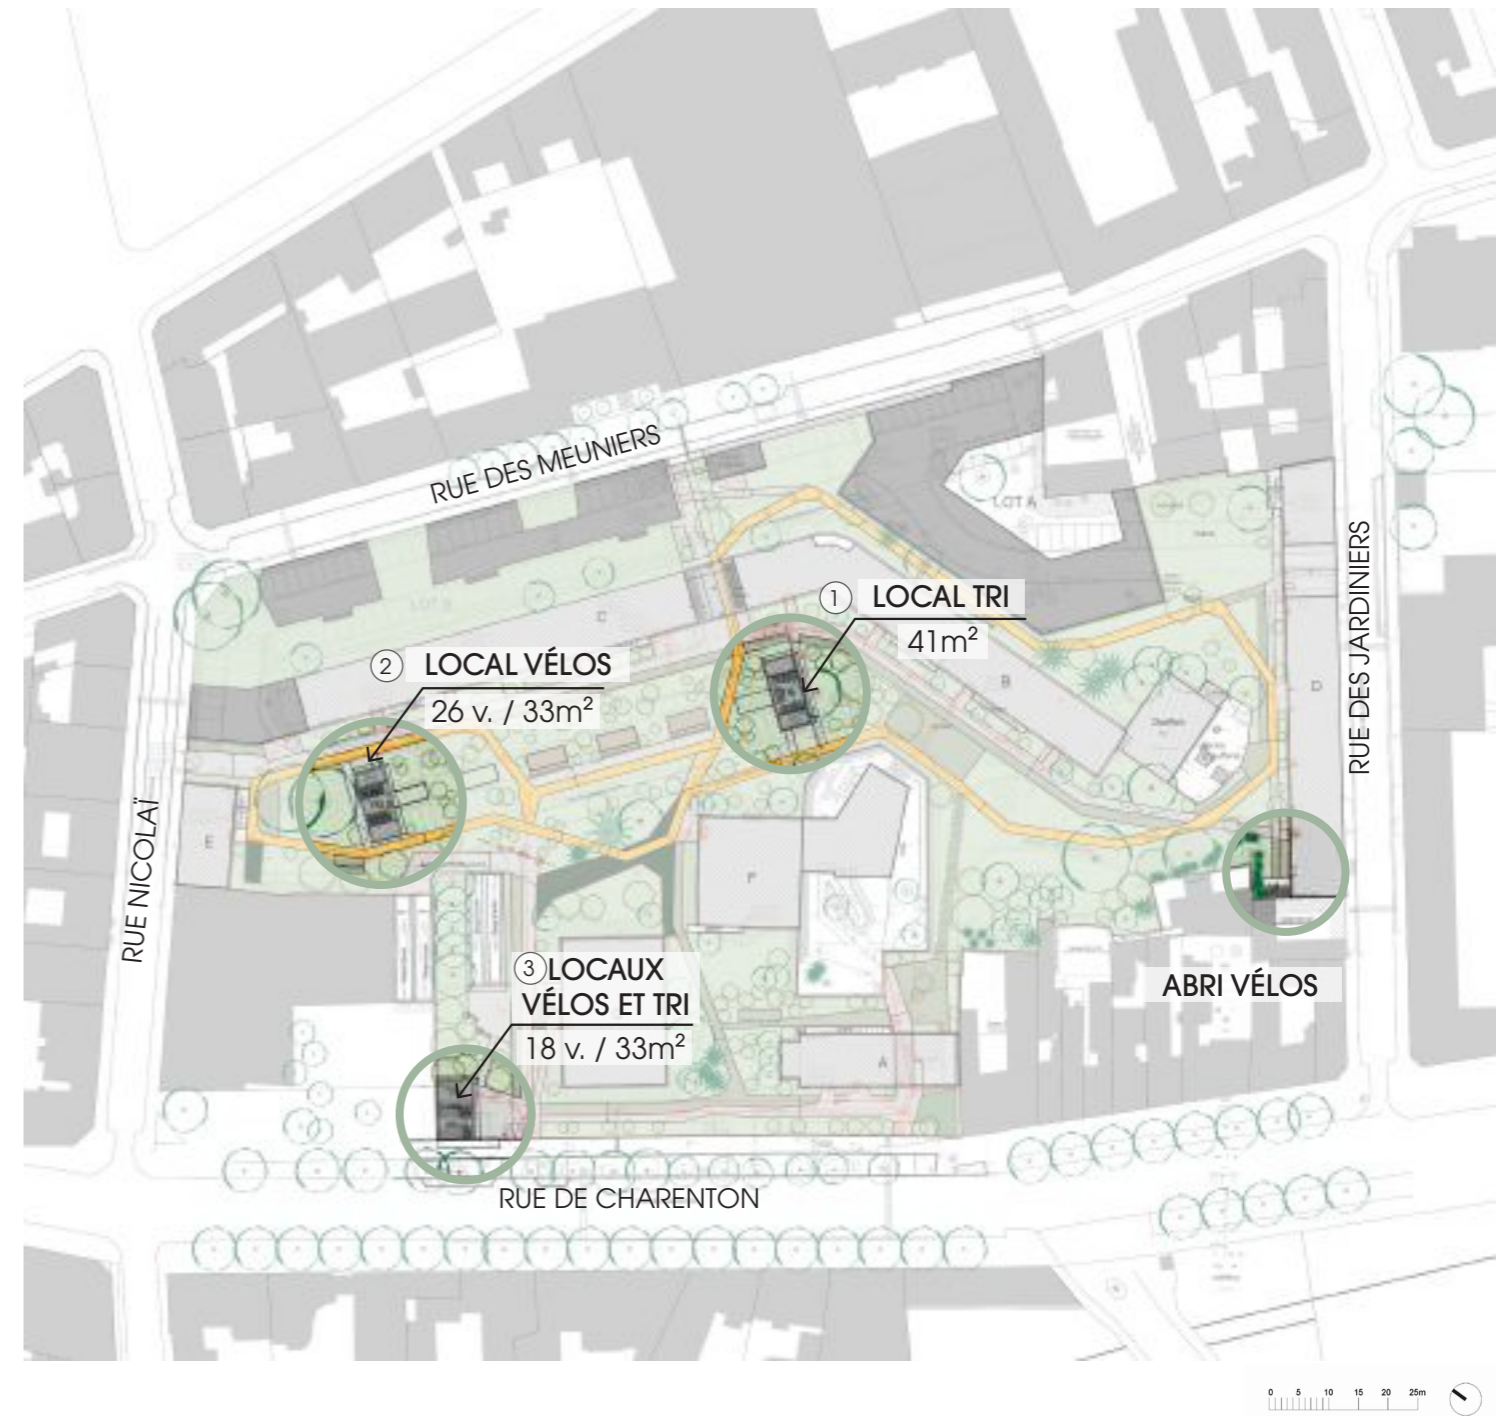 RUE DES MEUNIERS
LOT A
1 LOCAL TRI
41m²
C
2 LOCAL VÉLOS
26 v. / 33m²
B
D
RUE DES JARDINIERS
RUE NICOLAÏ
E
F
3 LOCAUX
VÉLOS ET TRI
18 v. / 33m²
ABRI VÉLOS
A
RUE DE CHARENTON
0 5 10 15 20 25m